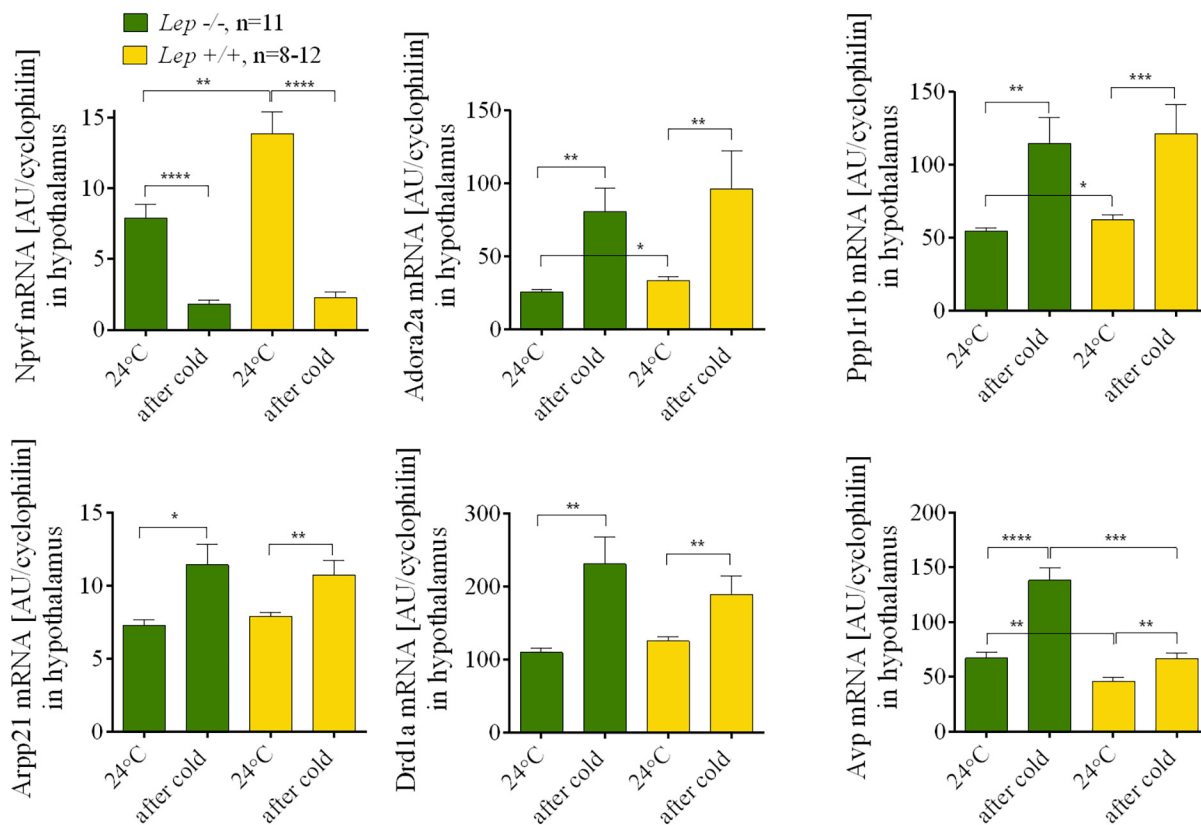 Lep -/-, n=11
Lep +/+, n=8-12
Npvf mRNA [AU/cyclophilin]
in hypothalamus
15
10
5
0
**
****
****
24°C
after cold
24°C
after cold
Adora2a mRNA [AU/cyclophilin]
in hypothalamus
150
100
50
0
**
**
*
24°C
after cold
24°C
after cold
Ppp1r1b mRNA [AU/cyclophilin]
in hypothalamus
150
100
50
0
**
***
*
24°C
after cold
24°C
after cold
Arpp21 mRNA [AU/cyclophilin]
in hypothalamus
15
10
5
0
*
**
24°C
after cold
24°C
after cold
Drd1a mRNA [AU/cyclophilin]
in hypothalamus
300
200
100
0
**
**
24°C
after cold
24°C
after cold
Avp mRNA [AU/cyclophilin]
in hypothalamus
200
150
100
50
0
****
***
**
**
24°C
after cold
24°C
after cold